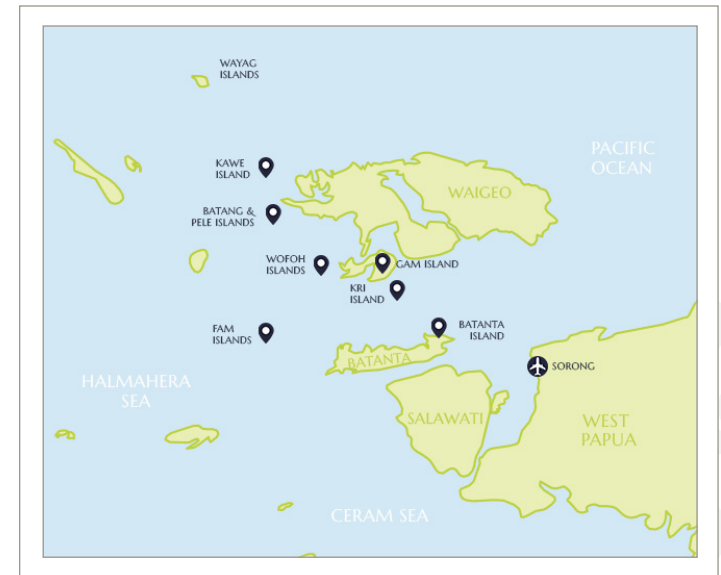 WAYAG
ISLANDS
PACIFIC
OCEAN
KAWE
ISLAND
WAIGEO
BATANG &
PELE ISLANDS
WOFOH
ISLANDS
GAM ISLAND
KRI
ISLAND
FAM
ISLANDS
BATANTA
ISLAND
BATANTA
SORONG
HALMAHERA
SEA
SALAWATI
WEST
PAPUA
CERAM SEA